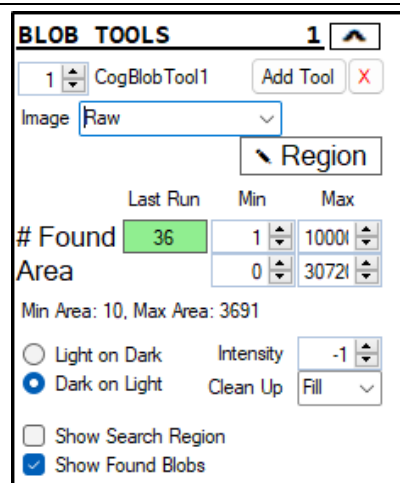 BLOB TOOLS 1
1 CogBlobTool1 Add Tool X
Image Raw
Region
Last Run Min Max
# Found 36 1 1000
Area 0 3072
Min Area: 10, Max Area: 3691
Light on Dark Intensity -1
Dark on Light Clean Up Fill
Show Search Region
Show Found Blobs